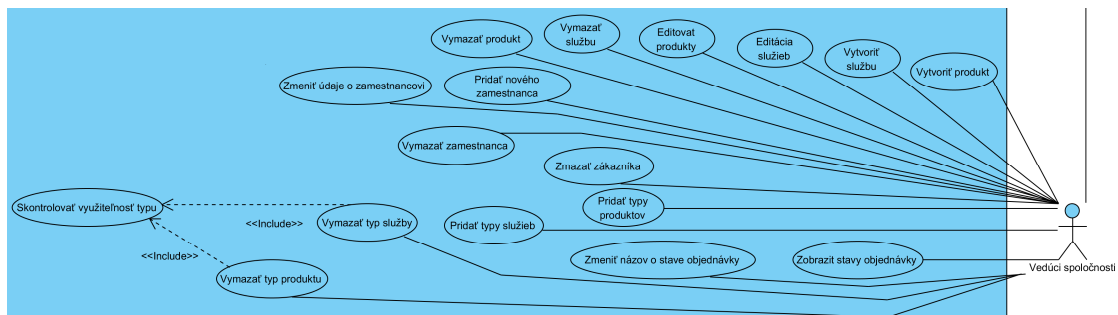 Vymazať produkt
Vymazať
službu
Editovat
produkty
Editácia
služieb
Vytvoriť
službu
Vytvoriť produkt
Zmeniť údaje o zamestnancovi
Pridať nového
zamestnanca
Vymazať zamestnanca
Zmazať zákazníka
Skontrolovať využiteľnosť typu
<<Include>>
Vymazať typ služby
Pridať typy služieb
Pridať typy
produktov
<<Include>>
Vymazať typ produktu
Zmeniť názov o stave objednávky
Zobrazit stavy objednávky
Vedúci spoločnosti